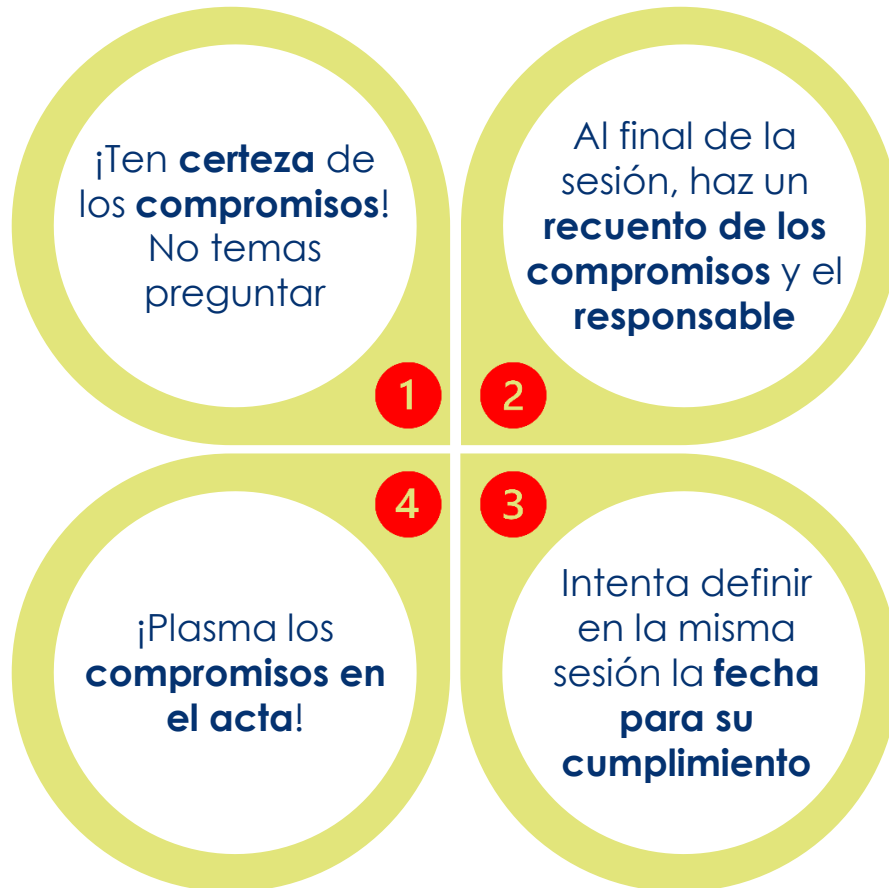 ¡Ten certeza de
los compromisos!
No temas
preguntar
1
Al final de la
sesión, haz un
recuento de los
compromisos y el
responsable
2
3
Intenta definir
en la misma
sesión la fecha
para su
cumplimiento
4
¡Plasma los
compromisos en
el acta!